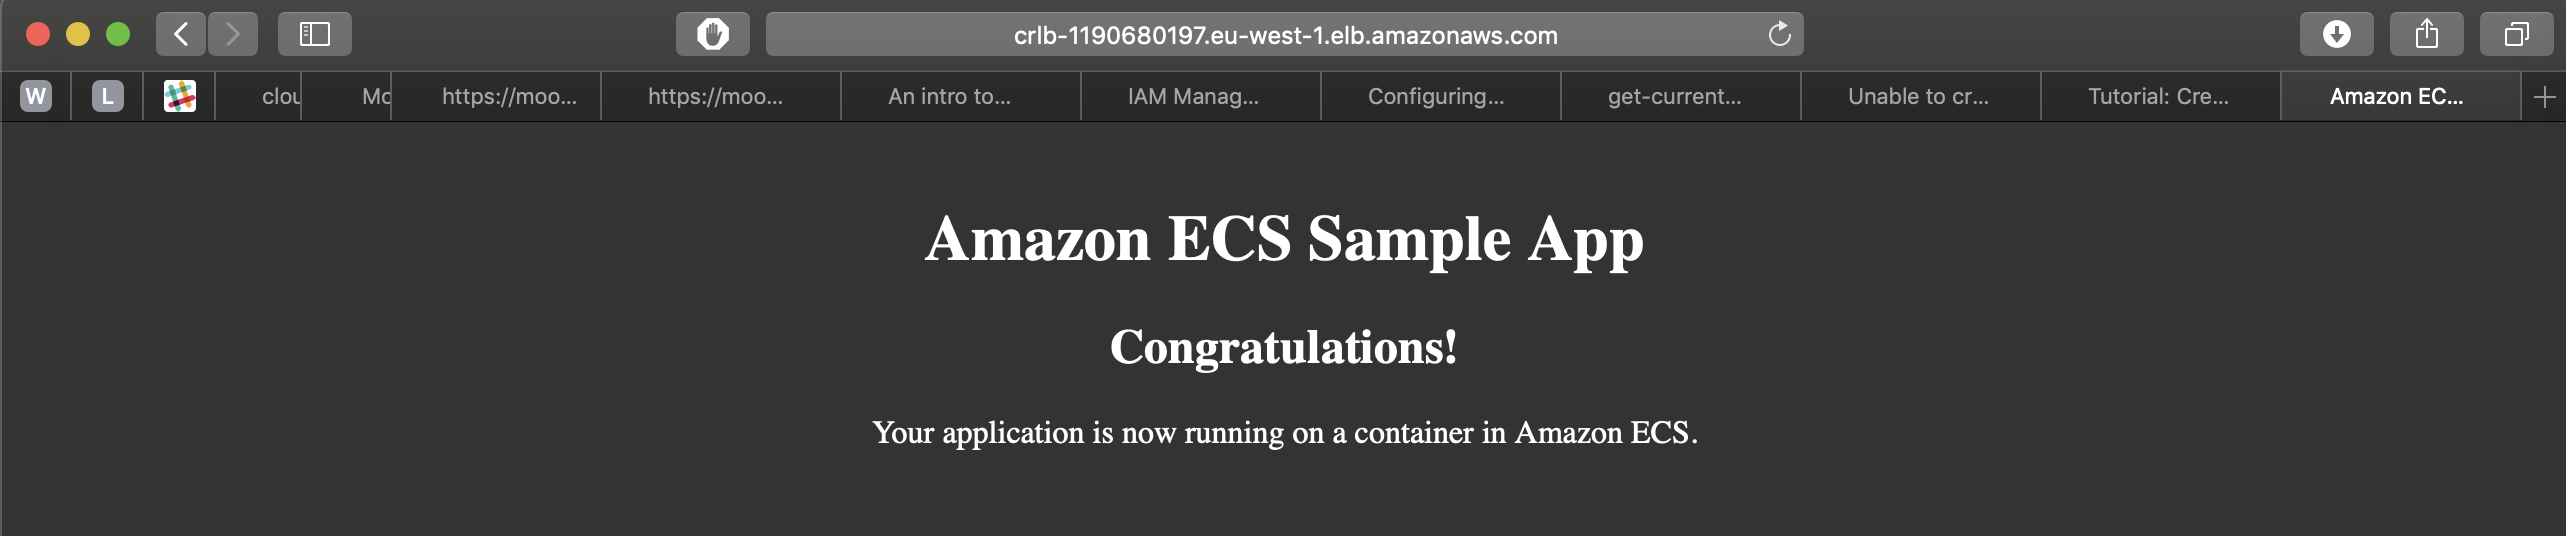 crlb-1190680197.eu-west-1.elb.amazonaws.com
W L clou Mc https://moo... https://moo... An intro to... IAM Manag... Configuring... get-current... Unable to cr... Tutorial: Cre... Amazon EC...
Amazon ECS Sample App
Congratulations!
Your application is now running on a container in Amazon ECS.